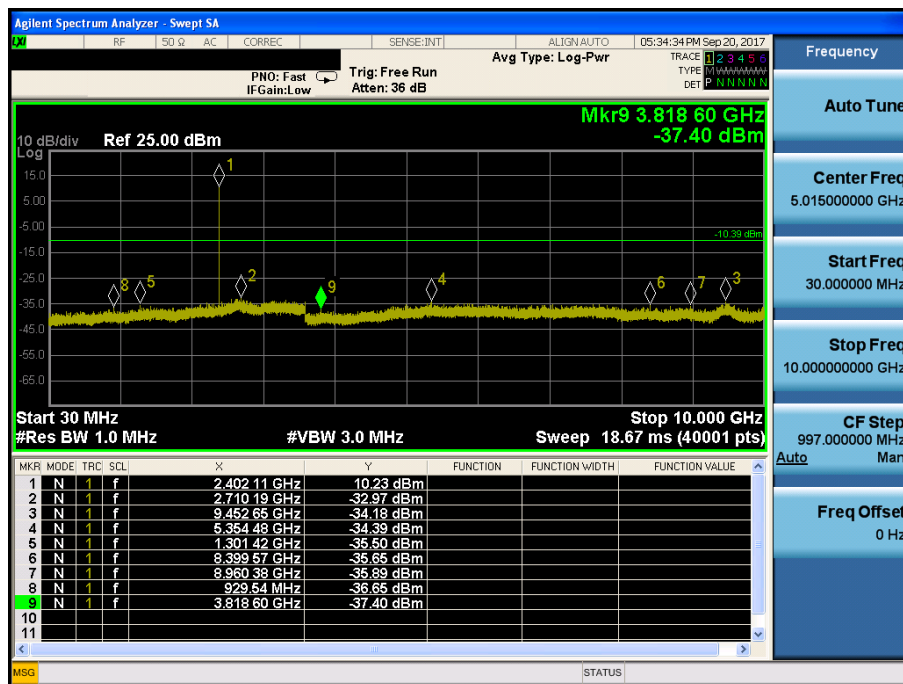 Agilent Spectrum Analyzer - Swept SA
LXI RF 50 Ω AC CORREC SENSE:INT ALIGN AUTO 05:34:34 PM Sep 20, 2017
Avg Type: Log-Pwr
TRACE 1 2 3 4 5 6
TYPE M
DET P N N N N N
PNO: Fast
IFGain:Low
Trig: Free Run
Atten: 36 dB
Mkr9 3.818 60 GHz
-37.40 dBm
10 dB/div
Log
Ref 25.00 dBm
15.0
5.00
-5.00
-15.0
-25.0
-35.0
-45.0
-55.0
-65.0
-10.39 dBm
1
8 5 2 9 4 6 7 3
Start 30 MHz
Stop 10.000 GHz
#Res BW 1.0 MHz
#VBW 3.0 MHz
Sweep 18.67 ms (40001 pts)
MKR MODE TRC SCL X Y FUNCTION FUNCTION WIDTH FUNCTION VALUE
1 N 1 f 2.402 11 GHz 10.23 dBm
2 N 1 f 2.710 19 GHz -32.97 dBm
3 N 1 f 9.452 65 GHz -34.18 dBm
4 N 1 f 5.354 48 GHz -34.39 dBm
5 N 1 f 1.301 42 GHz -35.50 dBm
6 N 1 f 8.399 57 GHz -35.65 dBm
7 N 1 f 8.960 38 GHz -35.89 dBm
8 N 1 f 929.54 MHz -36.65 dBm
9 N 1 f 3.818 60 GHz -37.40 dBm
10
11
MSG
STATUS
Frequency
Auto Tune
Center Freq
5.015000000 GHz
Start Freq
30.000000 MHz
Stop Freq
10.000000000 GHz
CF Step
997.000000 MHz
Auto Man
Freq Offset
0 Hz